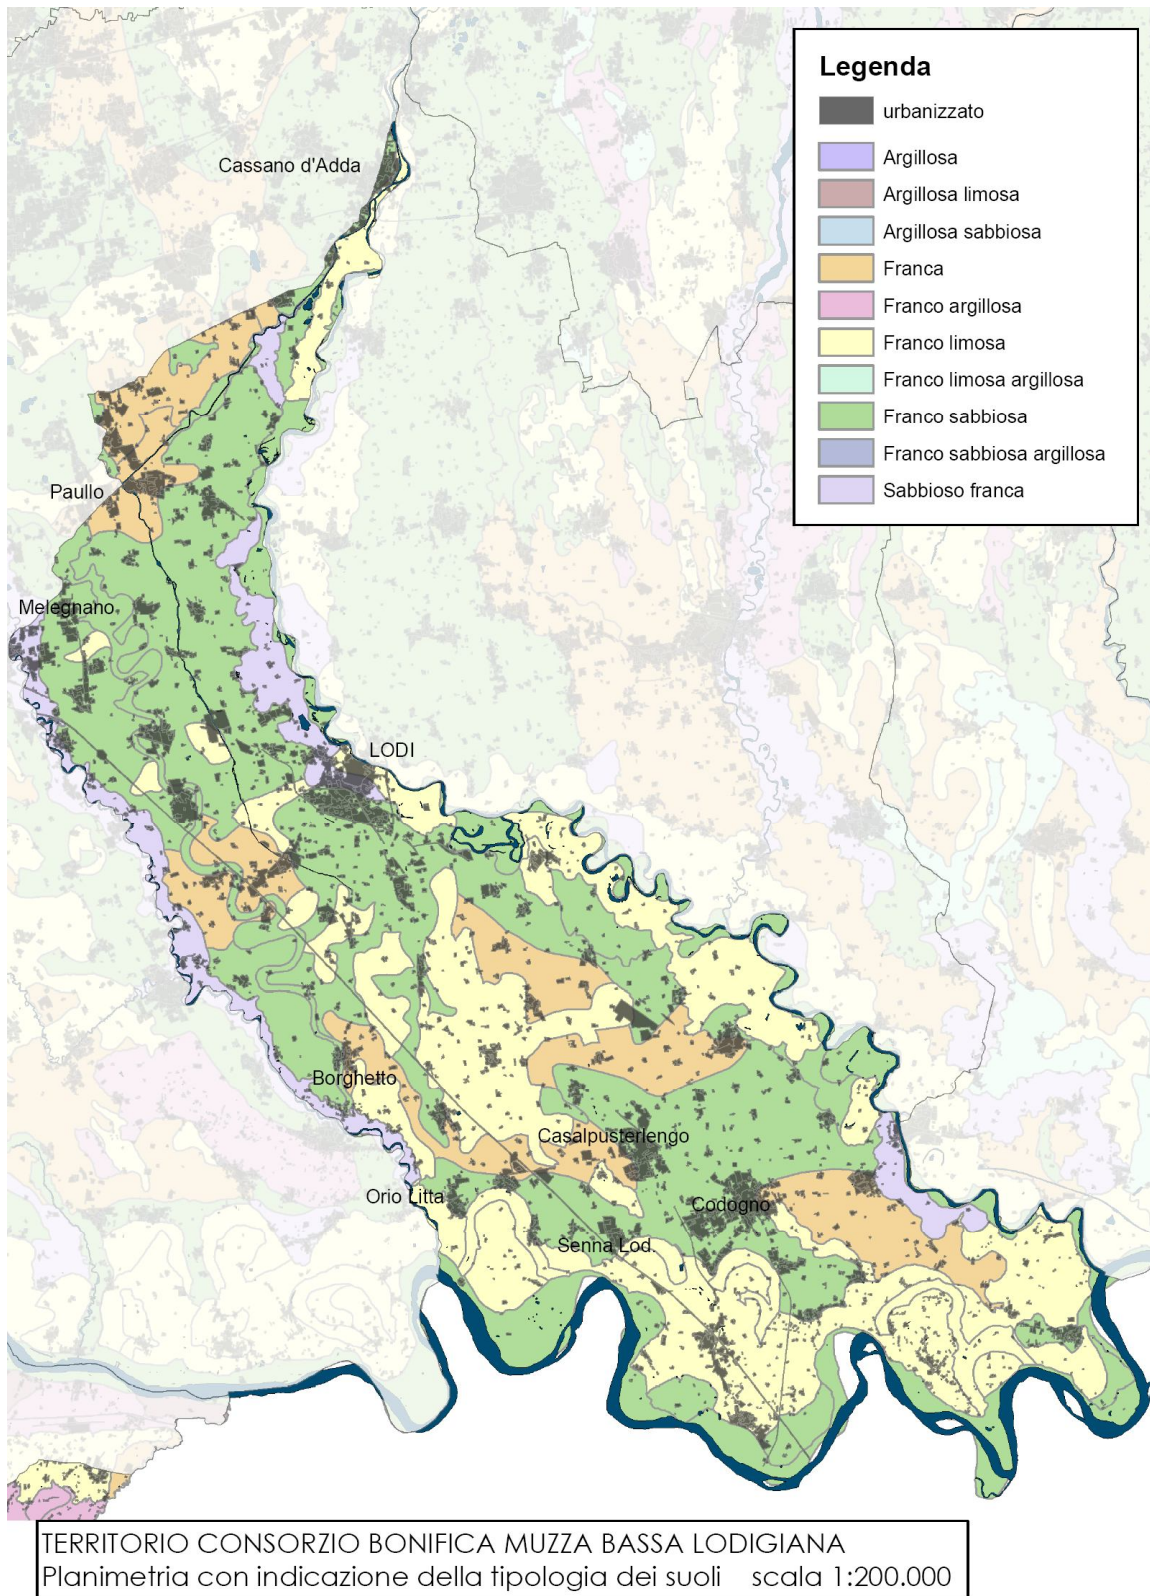 Legenda
urbanizzato
Argillosa
Argillosa limosa
Argillosa sabbiosa
Franca
Franco argillosa
Franco limosa
Franco limosa argillosa
Franco sabbiosa
Franco sabbiosa argillosa
Sabbioso franca
Cassano d'Adda
Paullo
Melegnano
LODI
Borghetto
Casalpusterlengo
Orio Litta
Codogno
Senna Lod.
TERRITORIO CONSORZIO BONIFICA MUZZA BASSA LODIGIANA
Planimetria con indicazione della tipologia dei suoli scala 1:200.000